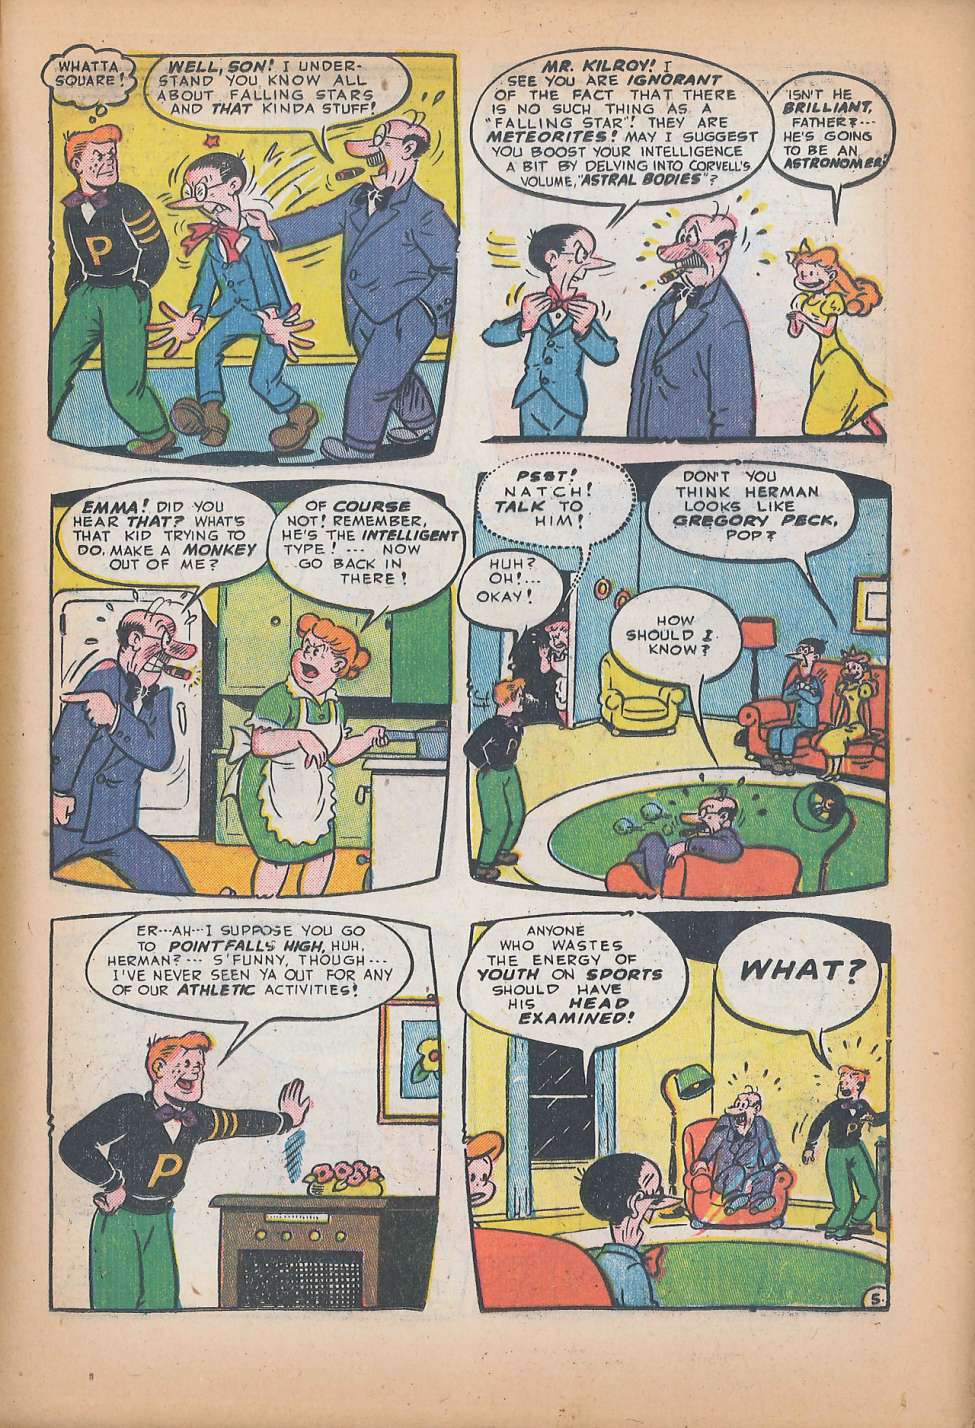 WHATTA
SQUARE!
WELL, SON! I UNDER-
STAND YOU KNOW ALL
ABOUT FALLING STARS
AND THAT KINDA STUFF!
P
MR. KILROY! I
SEE YOU ARE IGNORANT
OF THE FACT THAT THERE
IS NO SUCH THING AS A
"FALLING STAR"! THEY ARE
METEORITES! MAY I SUGGEST
YOU BOOST YOUR INTELLIGENCE
A BIT BY DELVING INTO CORVELL'S
VOLUME, "ASTRAL BODIES"?
ISN'T HE
BRILLIANT,
FATHER?---
HE'S GOING
TO BE AN
ASTRONOMER!
EMMA! DID YOU
HEAR THAT? WHAT'S
THAT KID TRYING TO
DO, MAKE A MONKEY
OUT OF ME?
OF COURSE
NOT! REMEMBER,
HE'S THE INTELLIGENT
TYPE! --- NOW
GO BACK IN
THERE!
PSST!
NATCH!
TALK TO
HIM!
HUH?
OH!...
OKAY!
DON'T YOU
THINK HERMAN
LOOKS LIKE
GREGORY PECK,
POP?
HOW
SHOULD I
KNOW?
P
ER---AH--I SUPPOSE YOU GO
TO POINTFALLS HIGH, HUH,
HERMAN?--- S'FUNNY, THOUGH---
I'VE NEVER SEEN YA OUT FOR ANY
OF OUR ATHLETIC ACTIVITIES!
P
ANYONE
WHO WASTES
THE ENERGY OF
YOUTH ON SPORTS
SHOULD HAVE
HIS HEAD
EXAMINED!
WHAT?
P
5.